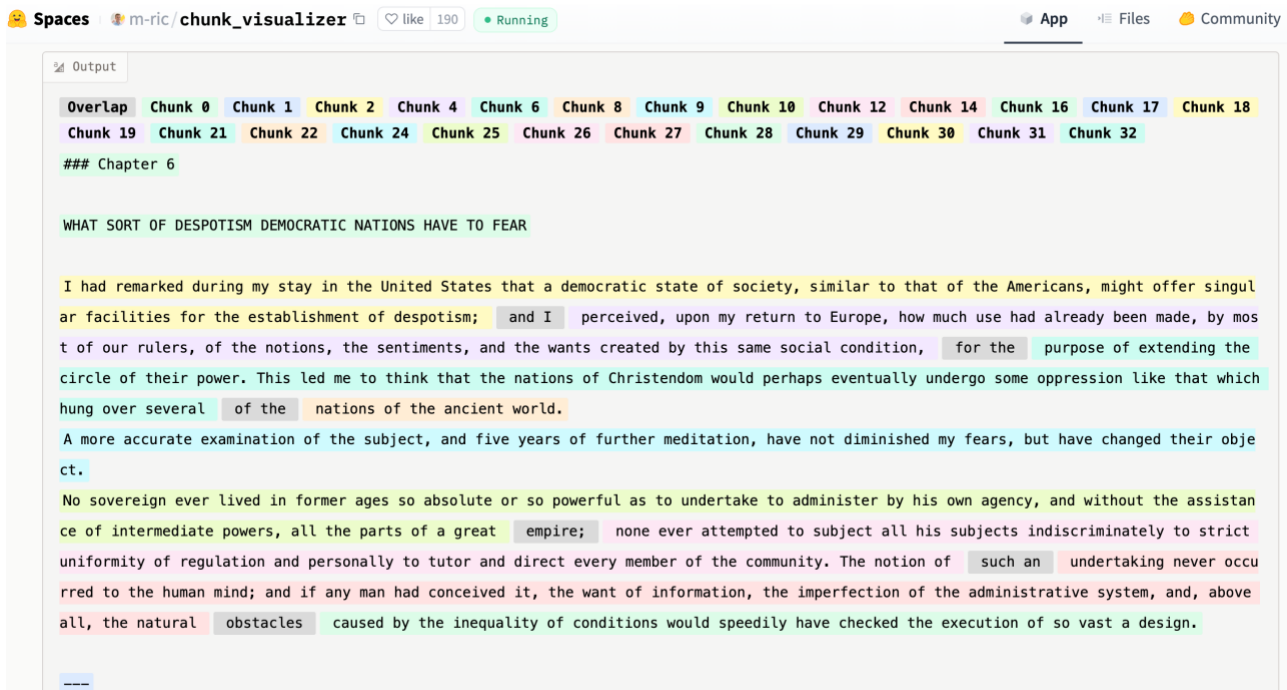 Spaces m-ric/chunk_visualizer like 190 Running App Files Community
Output
Overlap Chunk 0 Chunk 1 Chunk 2 Chunk 4 Chunk 6 Chunk 8 Chunk 9 Chunk 10 Chunk 12 Chunk 14 Chunk 16 Chunk 17 Chunk 18
Chunk 19 Chunk 21 Chunk 22 Chunk 24 Chunk 25 Chunk 26 Chunk 27 Chunk 28 Chunk 29 Chunk 30 Chunk 31 Chunk 32
### Chapter 6
WHAT SORT OF DESPOTISM DEMOCRATIC NATIONS HAVE TO FEAR
I had remarked during my stay in the United States that a democratic state of society, similar to that of the Americans, might offer singul
ar facilities for the establishment of despotism; and I perceived, upon my return to Europe, how much use had already been made, by mos
t of our rulers, of the notions, the sentiments, and the wants created by this same social condition, for the purpose of extending the
circle of their power. This led me to think that the nations of Christendom would perhaps eventually undergo some oppression like that which
hung over several of the nations of the ancient world.
A more accurate examination of the subject, and five years of further meditation, have not diminished my fears, but have changed their obje
ct.
No sovereign ever lived in former ages so absolute or so powerful as to undertake to administer by his own agency, and without the assistan
ce of intermediate powers, all the parts of a great empire; none ever attempted to subject all his subjects indiscriminately to strict
uniformity of regulation and personally to tutor and direct every member of the community. The notion of such an undertaking never occu
rred to the human mind; and if any man had conceived it, the want of information, the imperfection of the administrative system, and, above
all, the natural obstacles caused by the inequality of conditions would speedily have checked the execution of so vast a design.
---